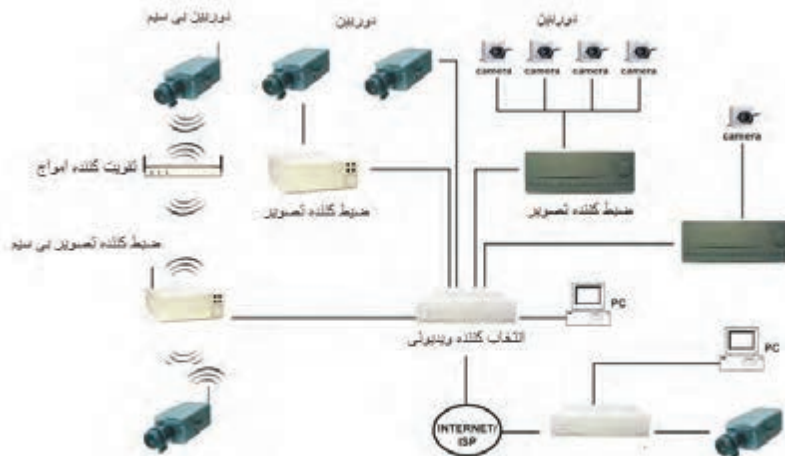 دوربین بی سیم
دوربین
دوربین
camera
camera
camera
camera
camera
تقویت کننده امواج
ضبط کننده تصویر
ضبط کننده تصویر
ضبط کننده تصویر بی سیم
PC
انتخاب کننده ویدیوئی
PC
INTERNET/
ISP